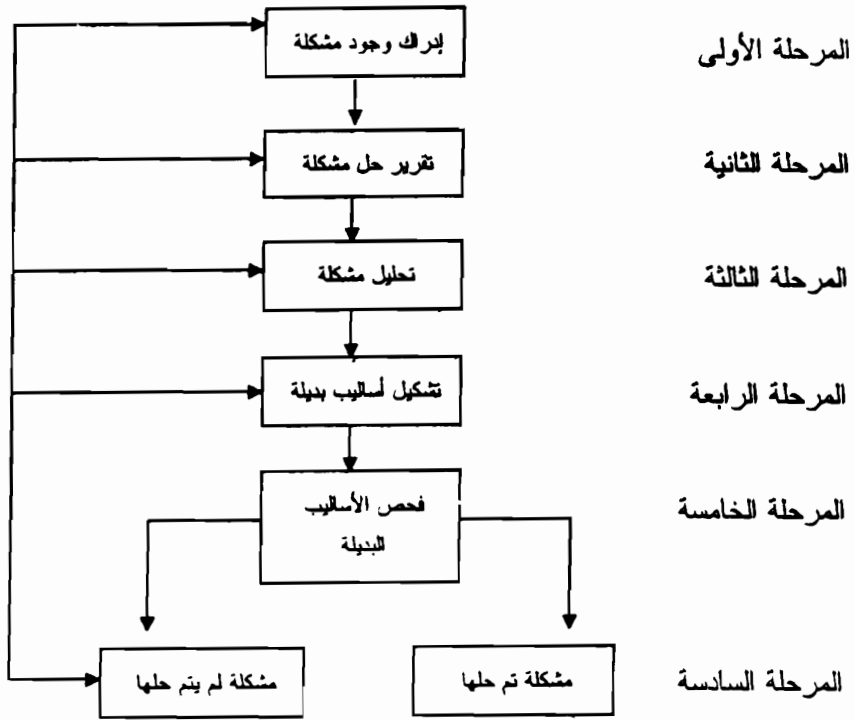 المرحلة الأولى
إدراك وجود مشكلة
المرحلة الثانية
تقرير حل مشكلة
المرحلة الثالثة
تحليل مشكلة
المرحلة الرابعة
تشكيل أساليب بديلة
المرحلة الخامسة
فحص الأساليب
البديلة
المرحلة السادسة
مشكلة تم حلها
مشكلة لم يتم حلها